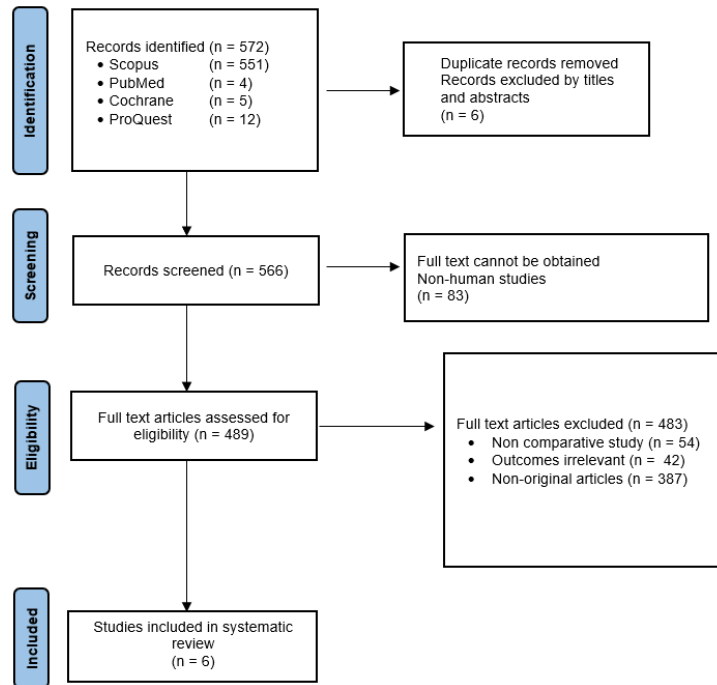 Identification
Records identified (n = 572)
• Scopus (n = 551)
• PubMed (n = 4)
• Cochrane (n = 5)
• ProQuest (n = 12)
Duplicate records removed
Records excluded by titles
and abstracts
(n = 6)
Screening
Records screened (n = 566)
Full text cannot be obtained
Non-human studies
(n = 83)
Eligibility
Full text articles assessed for
eligibility (n = 489)
Full text articles excluded (n = 483)
• Non comparative study (n = 54)
• Outcomes irrelevant (n = 42)
• Non-original articles (n = 387)
Included
Studies included in systematic
review
(n = 6)